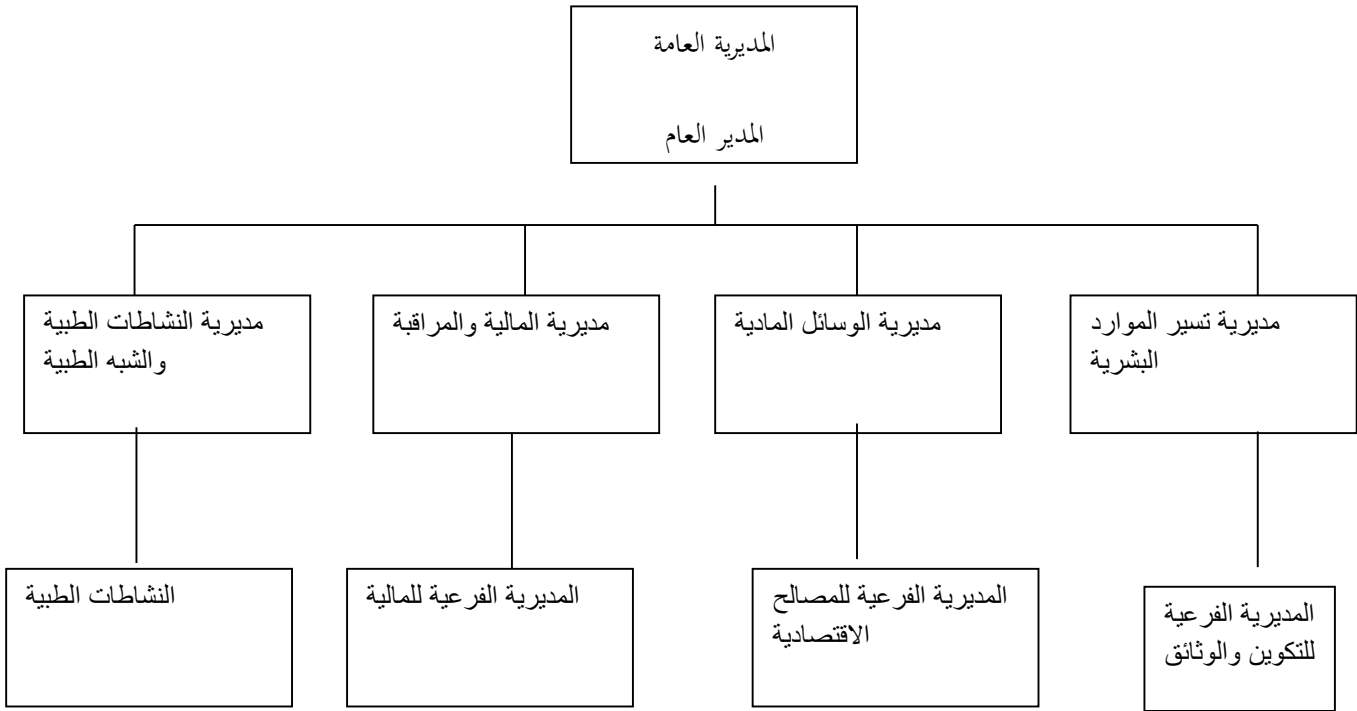 المديرية العامة
المدير العام
مديرية تسير الموارد
البشرية
مديرية الوسائل المادية
مديرية المالية والمراقبة
مديرية النشاطات الطبية
والشبه الطبية
المديرية الفرعية
للتكوين والوثائق
المديرية الفرعية للمصالح
الاقتصادية
المديرية الفرعية للمالية
النشاطات الطبية